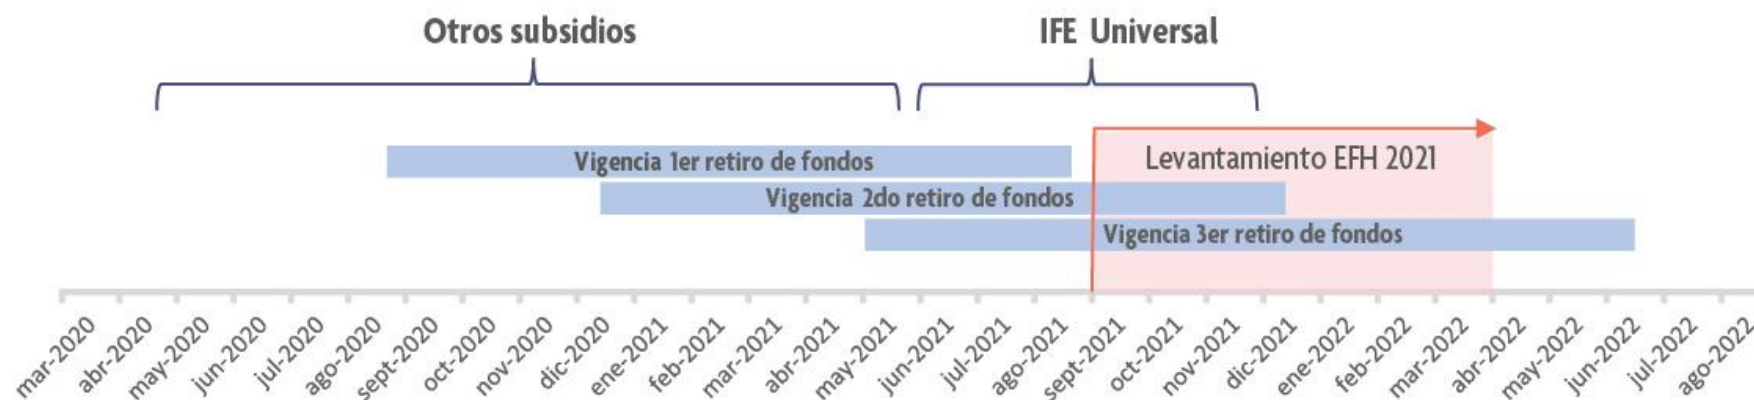 Otros subsidios
IFE Universal
Vigencia 1er retiro de fondos
Levantamiento EFH 2021
Vigencia 2do retiro de fondos
Vigencia 3er retiro de fondos
mar-2020
abr-2020
may-2020
jun-2020
jul-2020
ago-2020
sept-2020
oct-2020
nov-2020
dic-2020
ene-2021
feb-2021
mar-2021
abr-2021
may-2021
jun-2021
jul-2021
ago-2021
sept-2021
oct-2021
nov-2021
dic-2021
ene-2022
feb-2022
mar-2022
abr-2022
may-2022
jun-2022
jul-2022
ago-2022